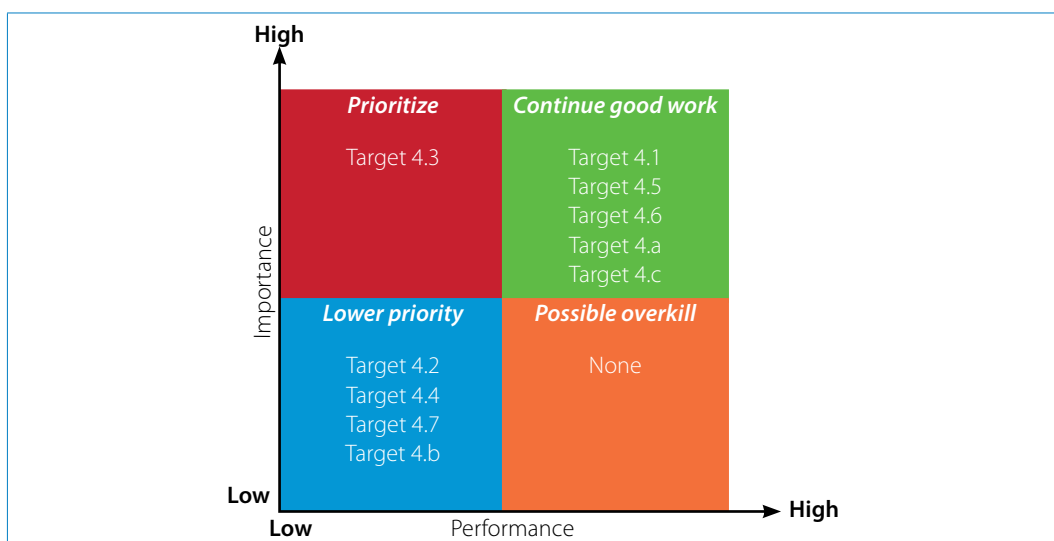 High
Prioritize
Target 4.3
Continue good work
Target 4.1
Target 4.5
Target 4.6
Target 4.a
Target 4.c
Importance
Lower priority
Target 4.2
Target 4.4
Target 4.7
Target 4.b
Possible overkill
None
Low
Low
Performance
High